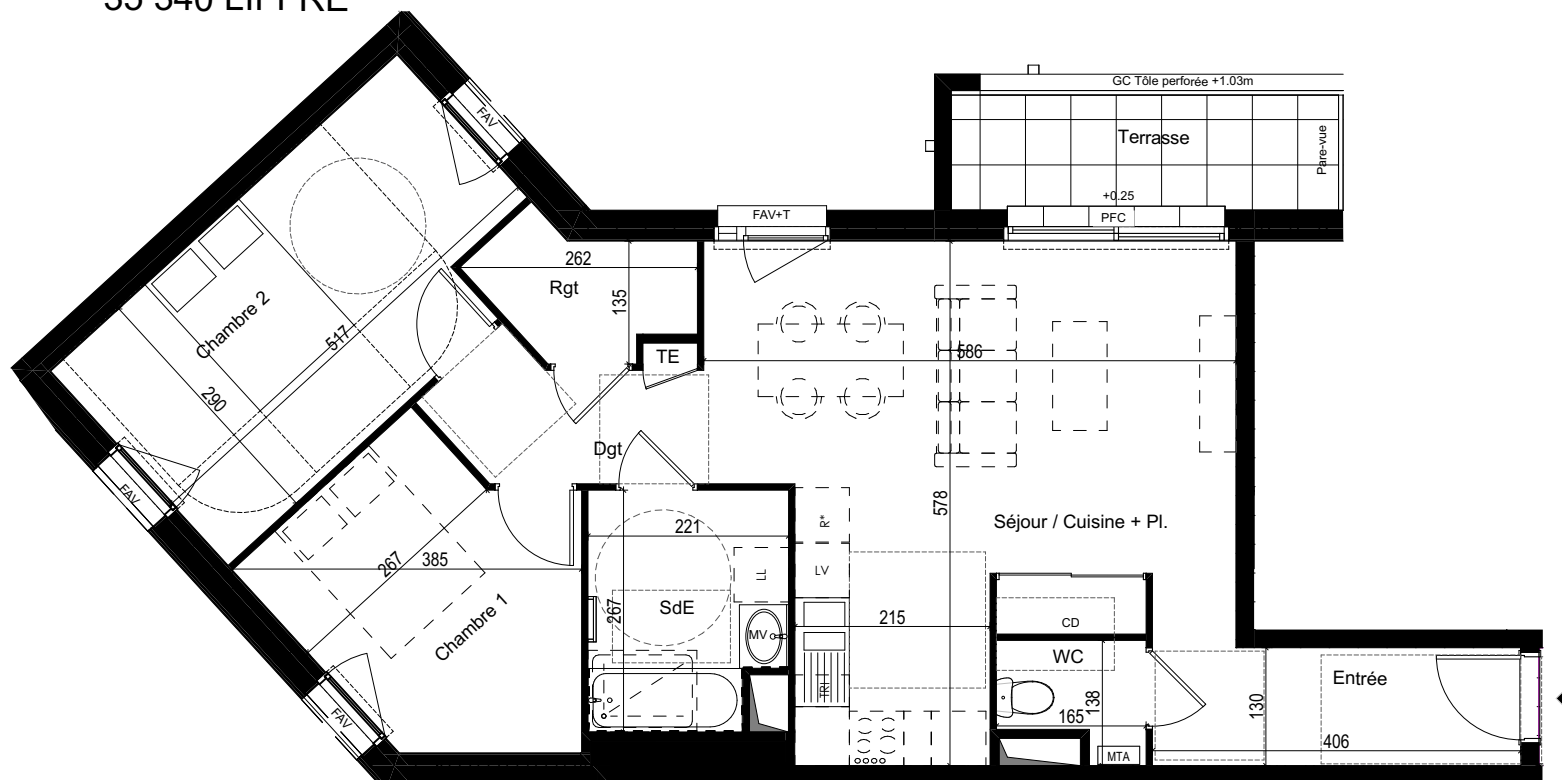 GC Tôle perforée +1.03m
Terrasse
Pare-vue
+0.25
PFC
FAV+T
FAV
262
Rgt
135
TE
586
Chambre 2
517
290
Dgt
FAV
578
Séjour / Cuisine + Pl.
R*
LV
221
LL
267
385
267
SdE
MV
Chambre 1
215
CD
WC
TRI
138
165
MTA
130
Entrée
406
FAV